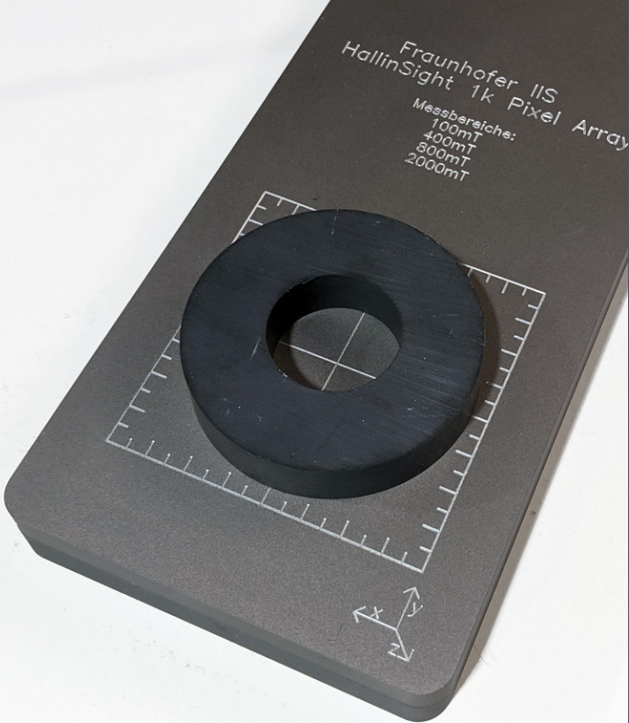 Fraunhofer IIS
HallinSight 1k Pixel Array
Messbereiche:
100mT
400mT
800mT
2000mT
y
x
z